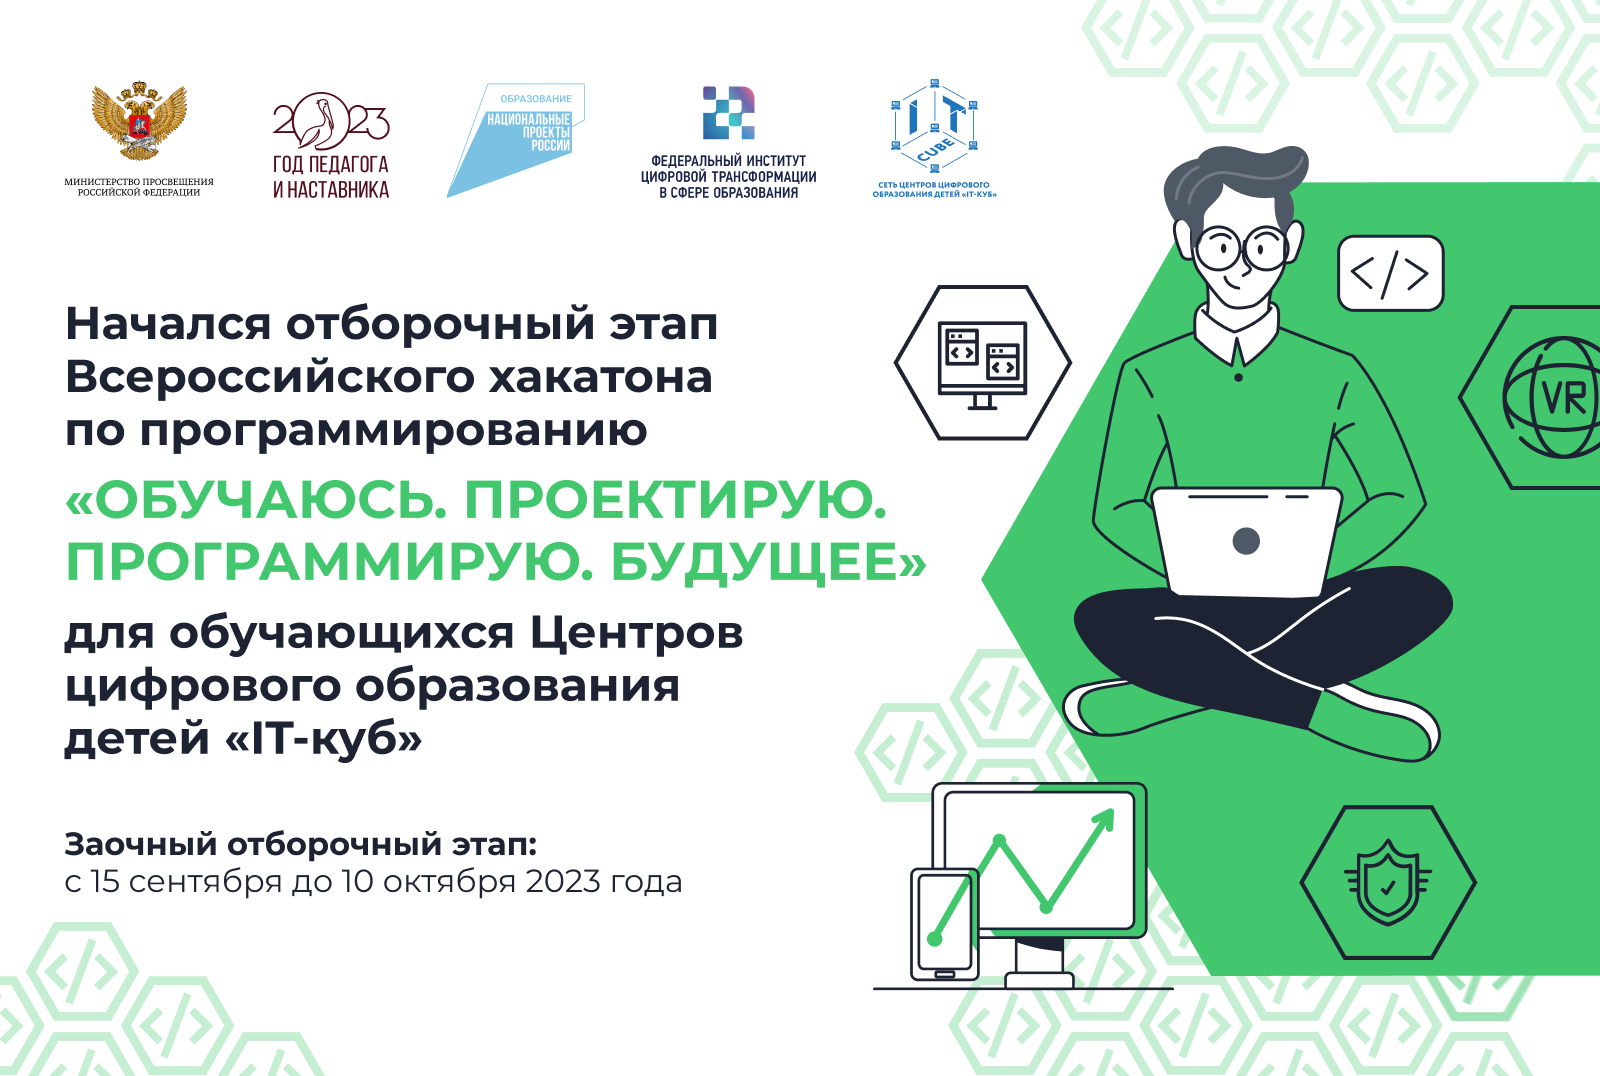 МИНИСТЕРСТВО ПРОСВЕЩЕНИЯ
РОССИЙСКОЙ ФЕДЕРАЦИИ
2023
ГОД ПЕДАГОГА
И НАСТАВНИКА
ОБРАЗОВАНИЕ
НАЦИОНАЛЬНЫЕ
ПРОЕКТЫ
РОССИИ
ФЕДЕРАЛЬНЫЙ ИНСТИТУТ
ЦИФРОВОЙ ТРАНСФОРМАЦИИ
В СФЕРЕ ОБРАЗОВАНИЯ
IT
CUBE
СЕТЬ ЦЕНТРОВ ЦИФРОВОГО
ОБРАЗОВАНИЯ ДЕТЕЙ «IT-КУБ»
Начался отборочный этап
Всероссийского хакатона
по программированию
«ОБУЧАЮСЬ. ПРОЕКТИРУЮ.
ПРОГРАММИРУЮ. БУДУЩЕЕ»
для обучающихся Центров
цифрового образования
детей «IT-куб»
Заочный отборочный этап:
с 15 сентября до 10 октября 2023 года
</>
VR